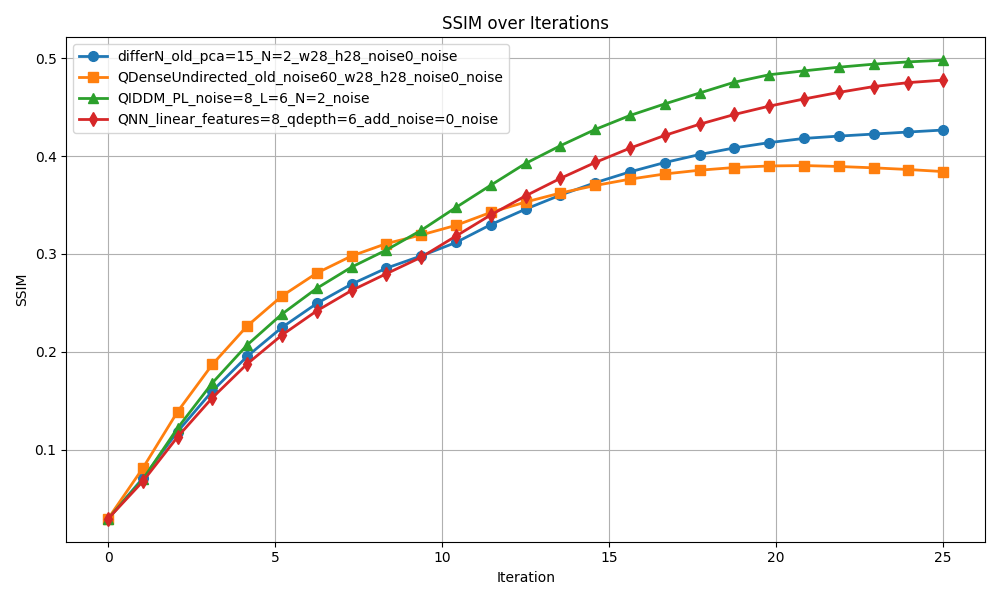 SSIM over Iterations
differN_old_pca=15_N=2_w28_h28_noise0_noise
QDenseUndirected_old_noise60_w28_h28_noise0_noise
QIDDM_PL_noise=8_L=6_N=2_noise
QNN_linear_features=8_qdepth=6_add_noise=0_noise
SSIM
0.5
0.4
0.3
0.2
0.1
0 5 10 15 20 25
Iteration